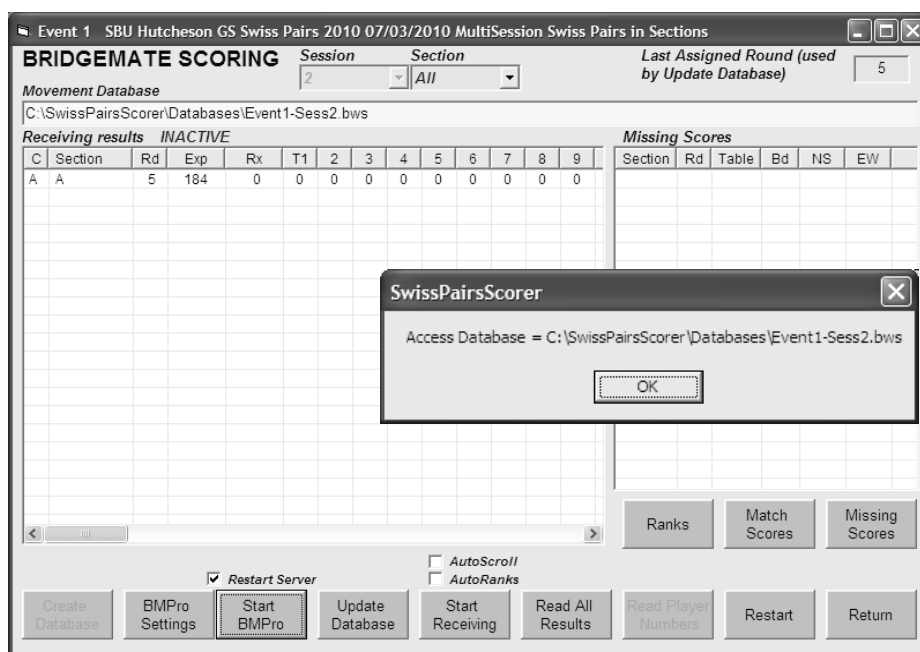 Event 1 SBU Hutcheson GS Swiss Pairs 2010 07/03/2010 MultiSession Swiss Pairs in Sections
BRIDGEMATE SCORING
Session
Section
Last Assigned Round (used by Update Database)
2
All
5
Movement Database
C:\SwissPairsScorer\Databases\Event1-Sess2.bws
Receiving results INACTIVE
Missing Scores
C Section Rd Exp Rx T1 2 3 4 5 6 7 8 9
Section Rd Table Bd NS EW
A A 5 184 0 0 0 0 0 0 0 0 0 0
SwissPairsScorer
Access Database = C:\SwissPairsScorer\Databases\Event1-Sess2.bws
OK
Ranks
Match Scores
Missing Scores
AutoScroll
Restart Server
AutoRanks
Create Database
BMPro Settings
Start BMPro
Update Database
Start Receiving
Read All Results
Read Player Numbers
Restart
Return